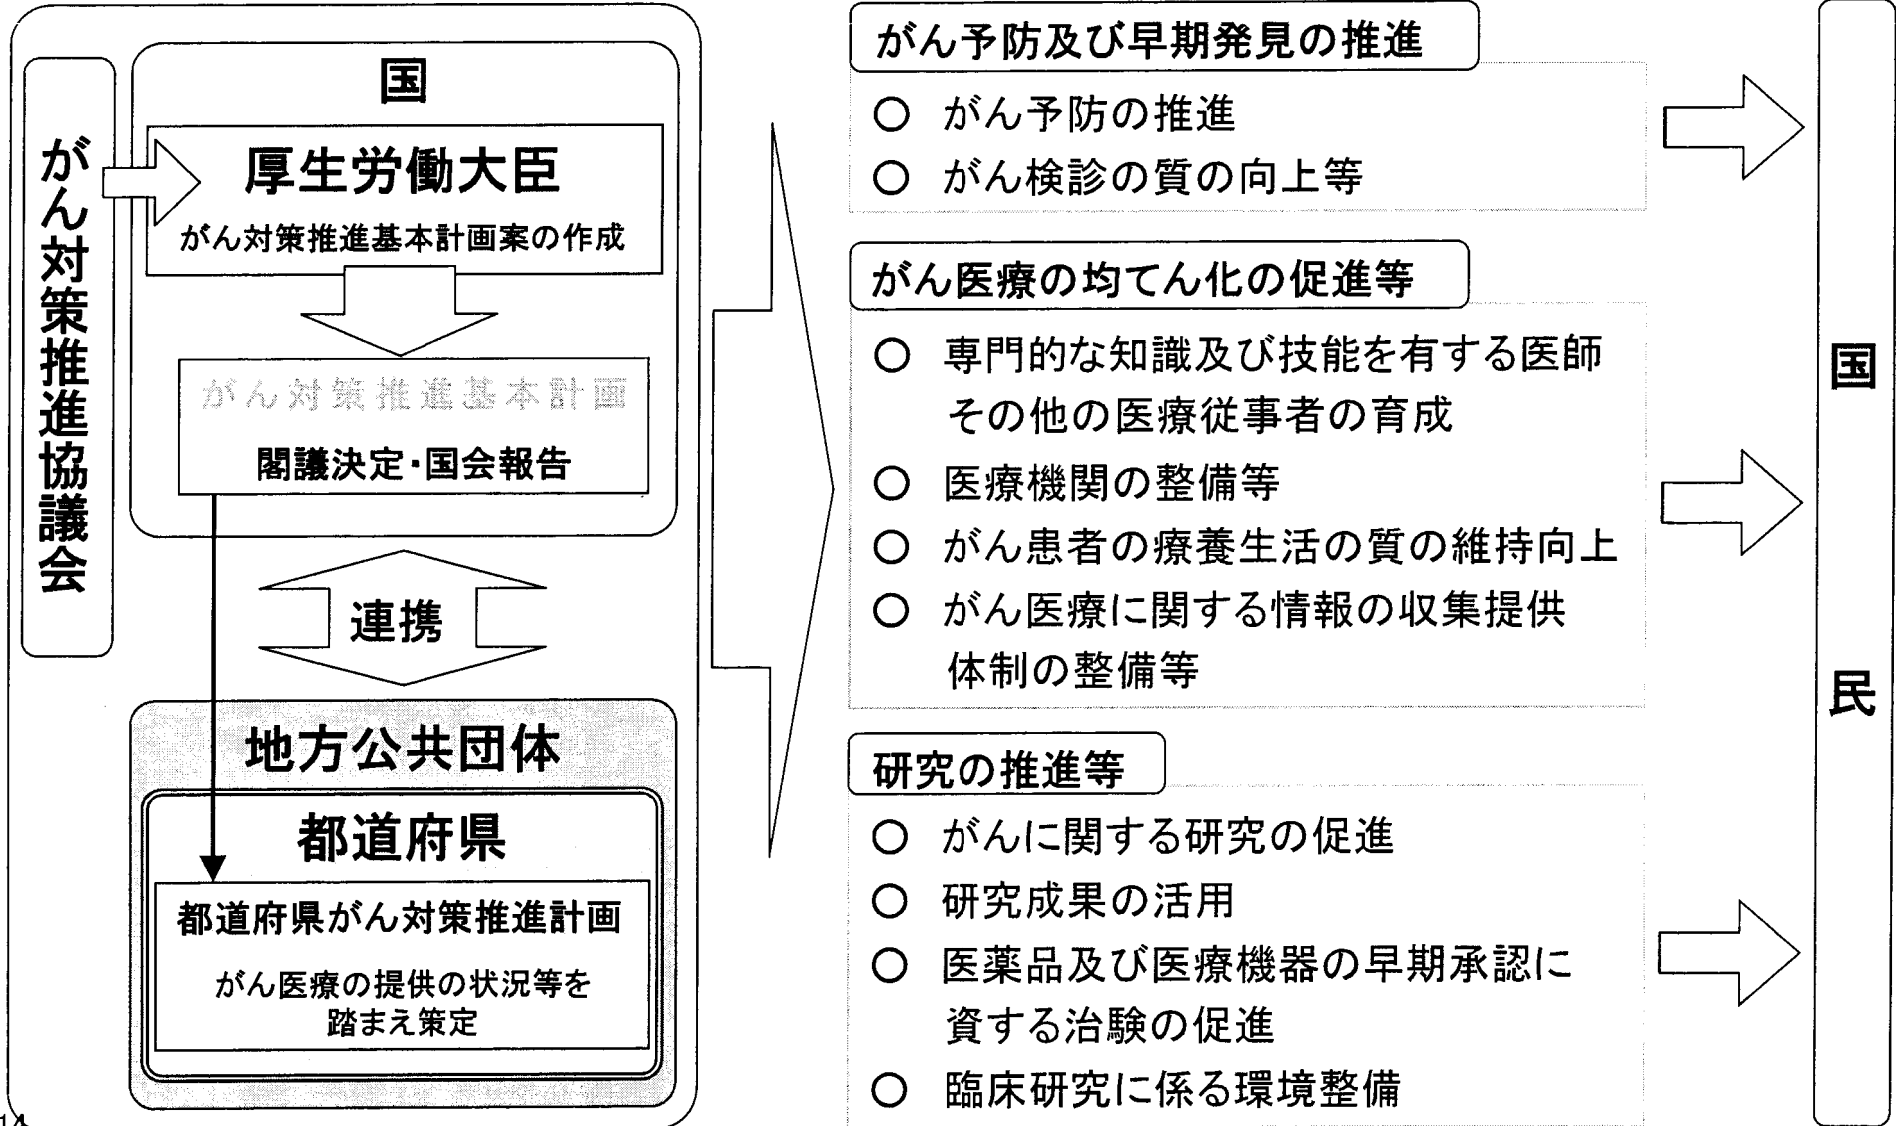 がん対策推進協議会
国
厚生労働大臣
がん対策推進基本計画案の作成
がん対策推進基本計画
閣議決定・国会報告
連携
地方公共団体
都道府県
都道府県がん対策推進計画
がん医療の提供の状況等を
踏まえ策定
がん予防及び早期発見の推進
○ がん予防の推進
○ がん検診の質の向上等
がん医療の均てん化の促進等
○ 専門的な知識及び技能を有する医師
その他の医療従事者の育成
○ 医療機関の整備等
○ がん患者の療養生活の質の維持向上
○ がん医療に関する情報の収集提供
体制の整備等
研究の推進等
○ がんに関する研究の促進
○ 研究成果の活用
○ 医薬品及び医療機器の早期承認に
資する治験の促進
○ 臨床研究に係る環境整備
国民
14